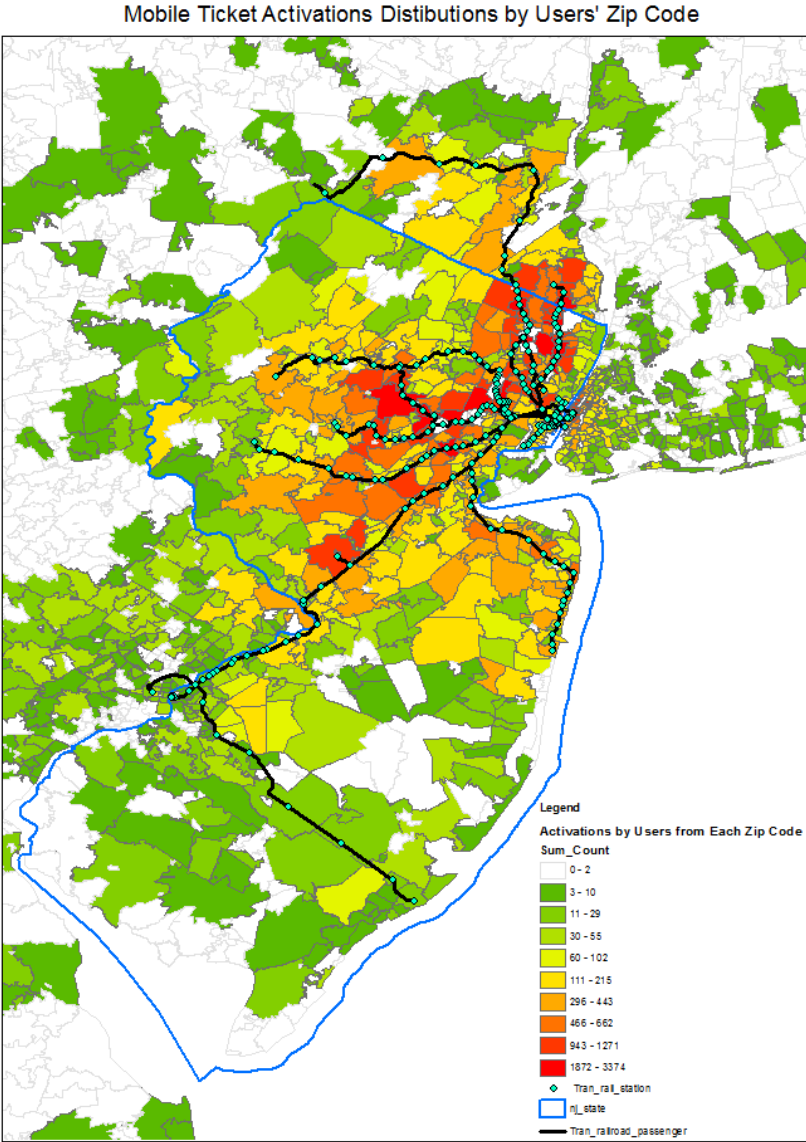 Mobile Ticket Activations Distibutions by Users' Zip Code
Legend
Activations by Users from Each Zip Code
Sum_Count
0 - 2
3 - 10
11 - 29
30 - 55
60 - 102
111 - 215
296 - 443
466 - 662
943 - 1271
1872 - 3374
Tran_rail_station
nj_state
Tran_railroad_passenger